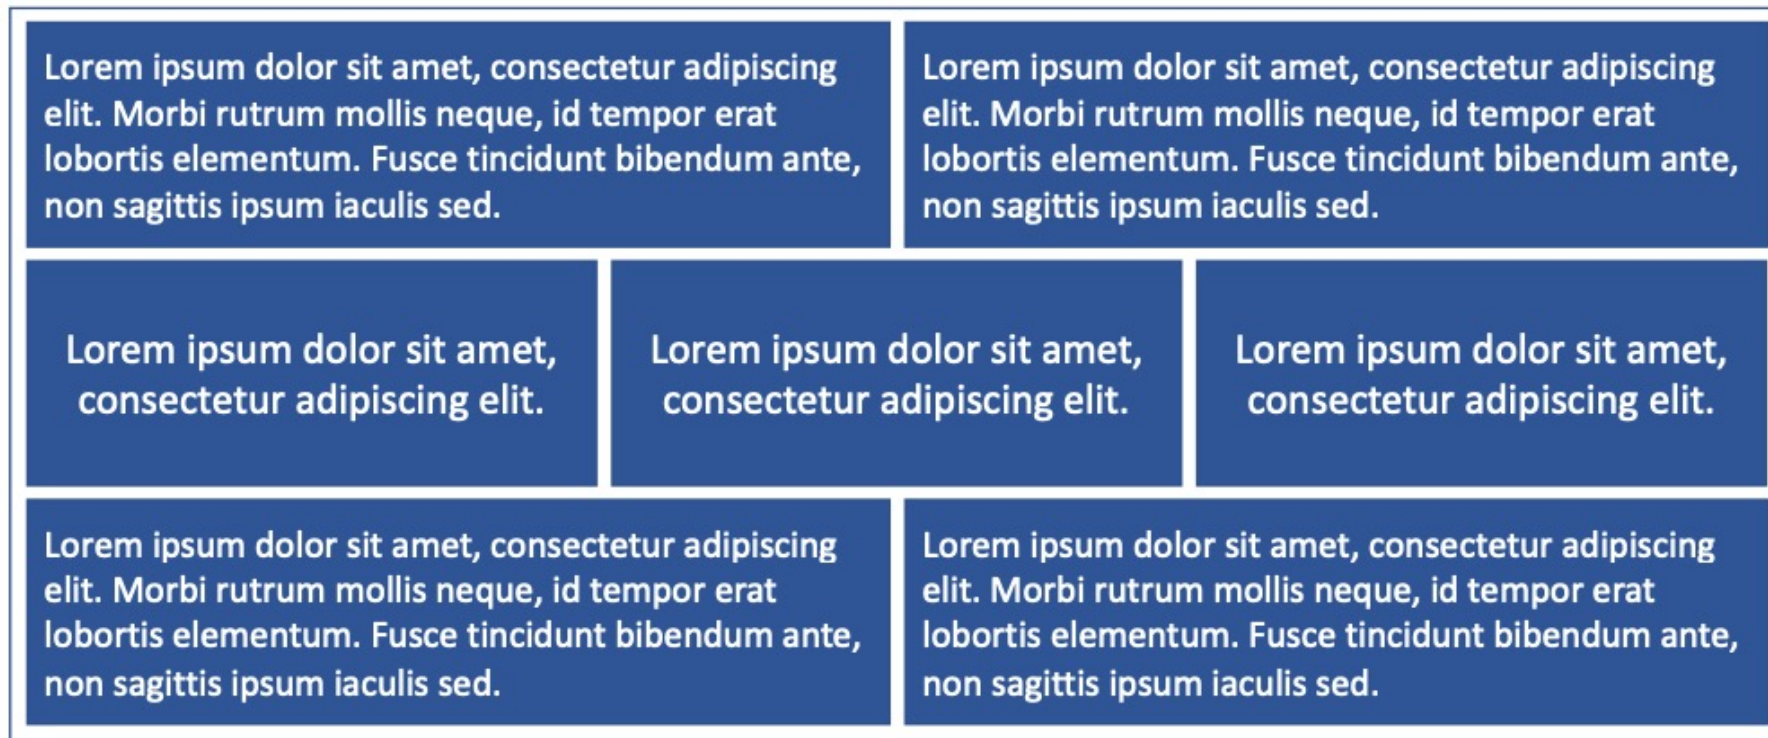 Lorem ipsum dolor sit amet, consectetur adipiscing
elit. Morbi rutrum mollis neque, id tempor erat
lobortis elementum. Fusce tincidunt bibendum ante,
non sagittis ipsum iaculis sed.
Lorem ipsum dolor sit amet, consectetur adipiscing
elit. Morbi rutrum mollis neque, id tempor erat
lobortis elementum. Fusce tincidunt bibendum ante,
non sagittis ipsum iaculis sed.
Lorem ipsum dolor sit amet,
consectetur adipiscing elit.
Lorem ipsum dolor sit amet,
consectetur adipiscing elit.
Lorem ipsum dolor sit amet,
consectetur adipiscing elit.
Lorem ipsum dolor sit amet, consectetur adipiscing
elit. Morbi rutrum mollis neque, id tempor erat
lobortis elementum. Fusce tincidunt bibendum ante,
non sagittis ipsum iaculis sed.
Lorem ipsum dolor sit amet, consectetur adipiscing
elit. Morbi rutrum mollis neque, id tempor erat
lobortis elementum. Fusce tincidunt bibendum ante,
non sagittis ipsum iaculis sed.